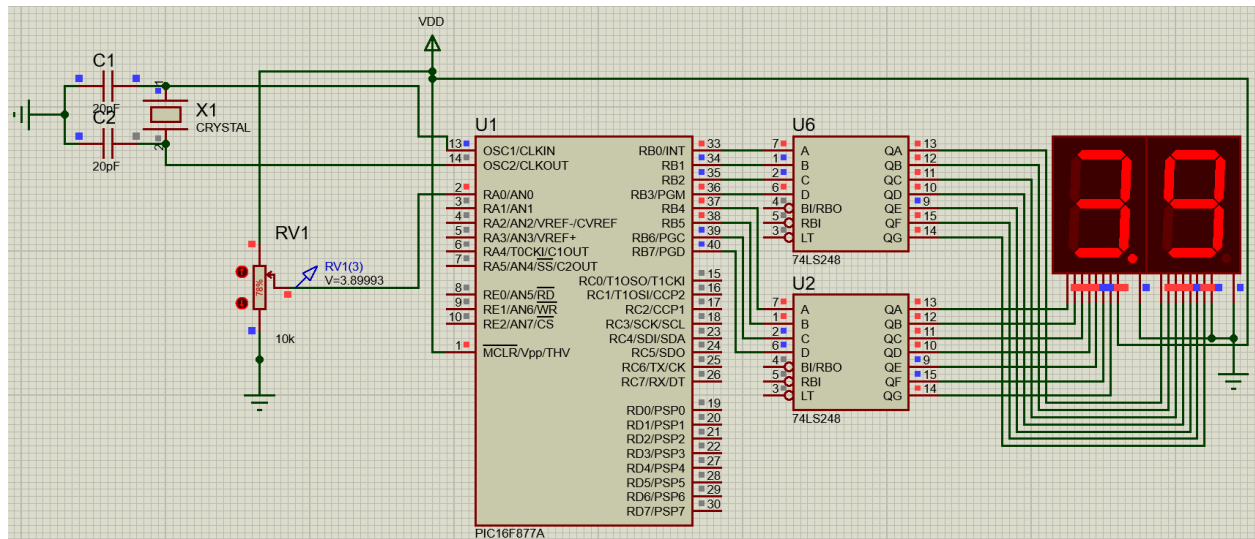 VDD
C1
20pF
C2
20pF
X1
CRYSTAL
1
2
RV1
78%
RV1(3)
V=3.89993
10k
U1
13 OSC1/CLKIN
14 OSC2/CLKOUT
2 RA0/AN0
3 RA1/AN1
4 RA2/AN2/VREF-/CVREF
5 RA3/AN3/VREF+
6 RA4/T0CKI/C1OUT
7 RA5/AN4/SS/C2OUT
8 RE0/AN5/RD
9 RE1/AN6/WR
10 RE2/AN7/CS
1 MCLR/Vpp/THV
RB0/INT 33
RB1 34
RB2 35
RB3/PGM 36
RB4 37
RB5 38
RB6/PGC 39
RB7/PGD 40
RC0/T1OSO/T1CKI 15
RC1/T1OSI/CCP2 16
RC2/CCP1 17
RC3/SCK/SCL 18
RC4/SDI/SDA 23
RC5/SDO 24
RC6/TX/CK 25
RC7/RX/DT 26
RD0/PSP0 19
RD1/PSP1 20
RD2/PSP2 21
RD3/PSP3 22
RD4/PSP4 27
RD5/PSP5 28
RD6/PSP6 29
RD7/PSP7 30
PIC16F877A
U6
7 A QA 13
1 B QB 12
2 C QC 11
6 D QD 10
4 BI/RBO QE 9
5 RBI QF 15
3 LT QG 14
74LS248
U2
7 A QA 13
1 B QB 12
2 C QC 11
6 D QD 10
4 BI/RBO QE 9
5 RBI QF 15
3 LT QG 14
74LS248
3.9